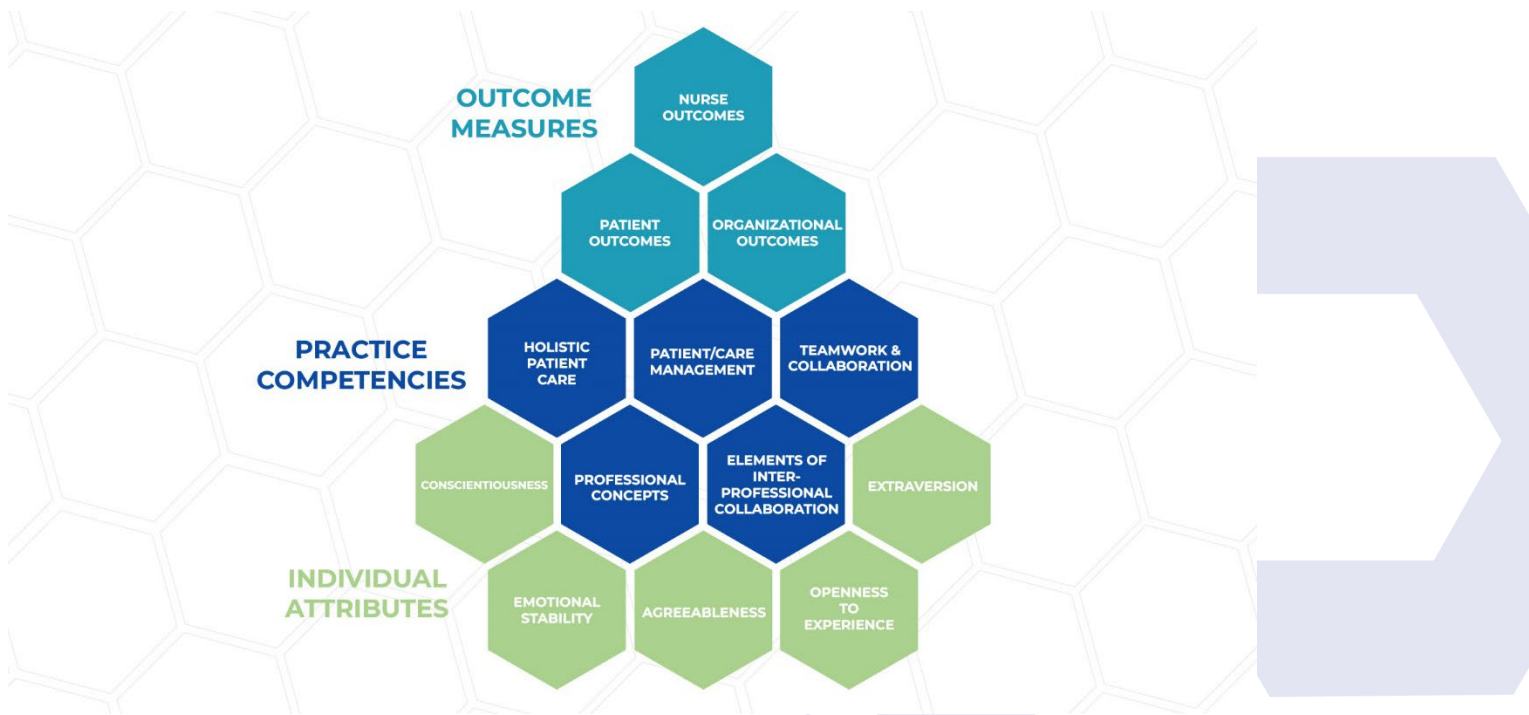 OUTCOME
MEASURES
NURSE
OUTCOMES
PATIENT
OUTCOMES
ORGANIZATIONAL
OUTCOMES
PRACTICE
COMPETENCIES
HOLISTIC
PATIENT
CARE
PATIENT/CARE
MANAGEMENT
TEAMWORK &
COLLABORATION
CONSCIENTIOUSNESS
PROFESSIONAL
CONCEPTS
ELEMENTS OF
INTER-
PROFESSIONAL
COLLABORATION
EXTRAVERSION
INDIVIDUAL
ATTRIBUTES
EMOTIONAL
STABILITY
AGREEABLENESS
OPENNESS
TO
EXPERIENCE